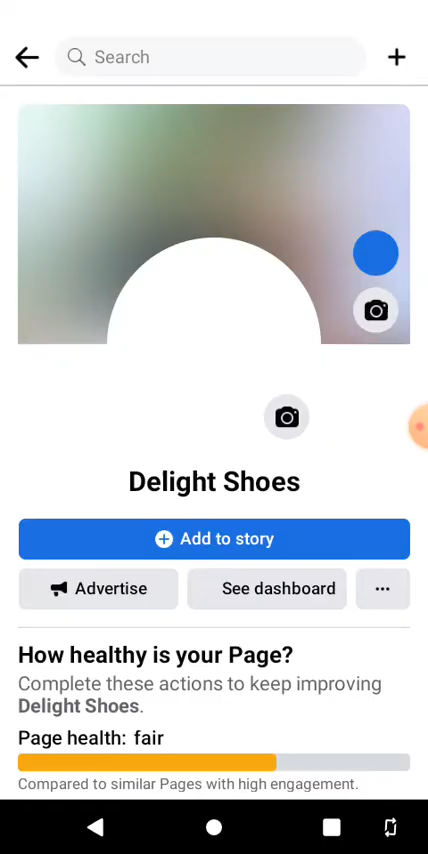 Search
Delight Shoes
Add to story
Advertise
See dashboard
How healthy is your Page?
Complete these actions to keep improving
Delight Shoes.
Page health: fair
Compared to similar Pages with high engagement.